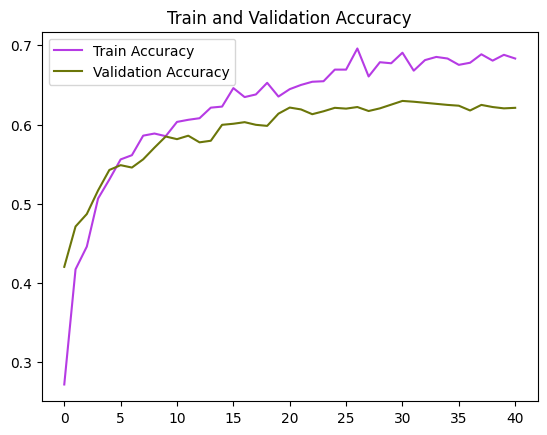 Train and Validation Accuracy
Train Accuracy
Validation Accuracy
0.7
0.6
0.5
0.4
0.3
0 5 10 15 20 25 30 35 40